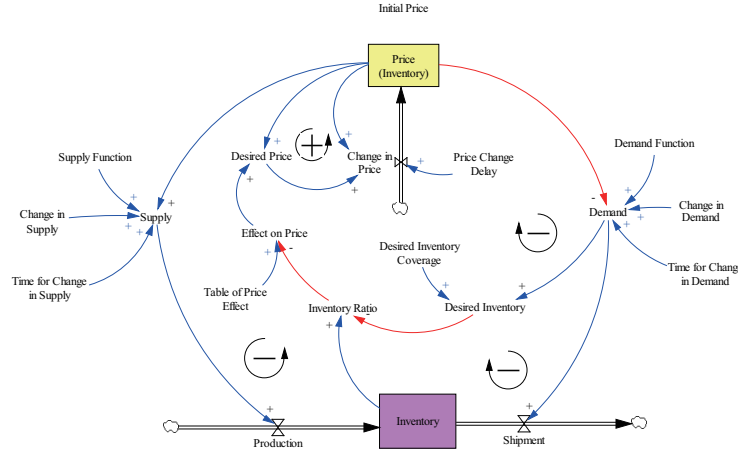 Initial Price
Price
(Inventory)
Supply Function
Desired Price
Change in
Price
Price Change
Delay
Demand Function
Change in
Supply
Supply
Demand
Change in
Demand
Effect on Price
Desired Inventory
Coverage
Time for Change
in Supply
Time for Chang
in Demand
Table of Price
Effect
Inventory Ratio
Desired Inventory
Inventory
Production
Shipment